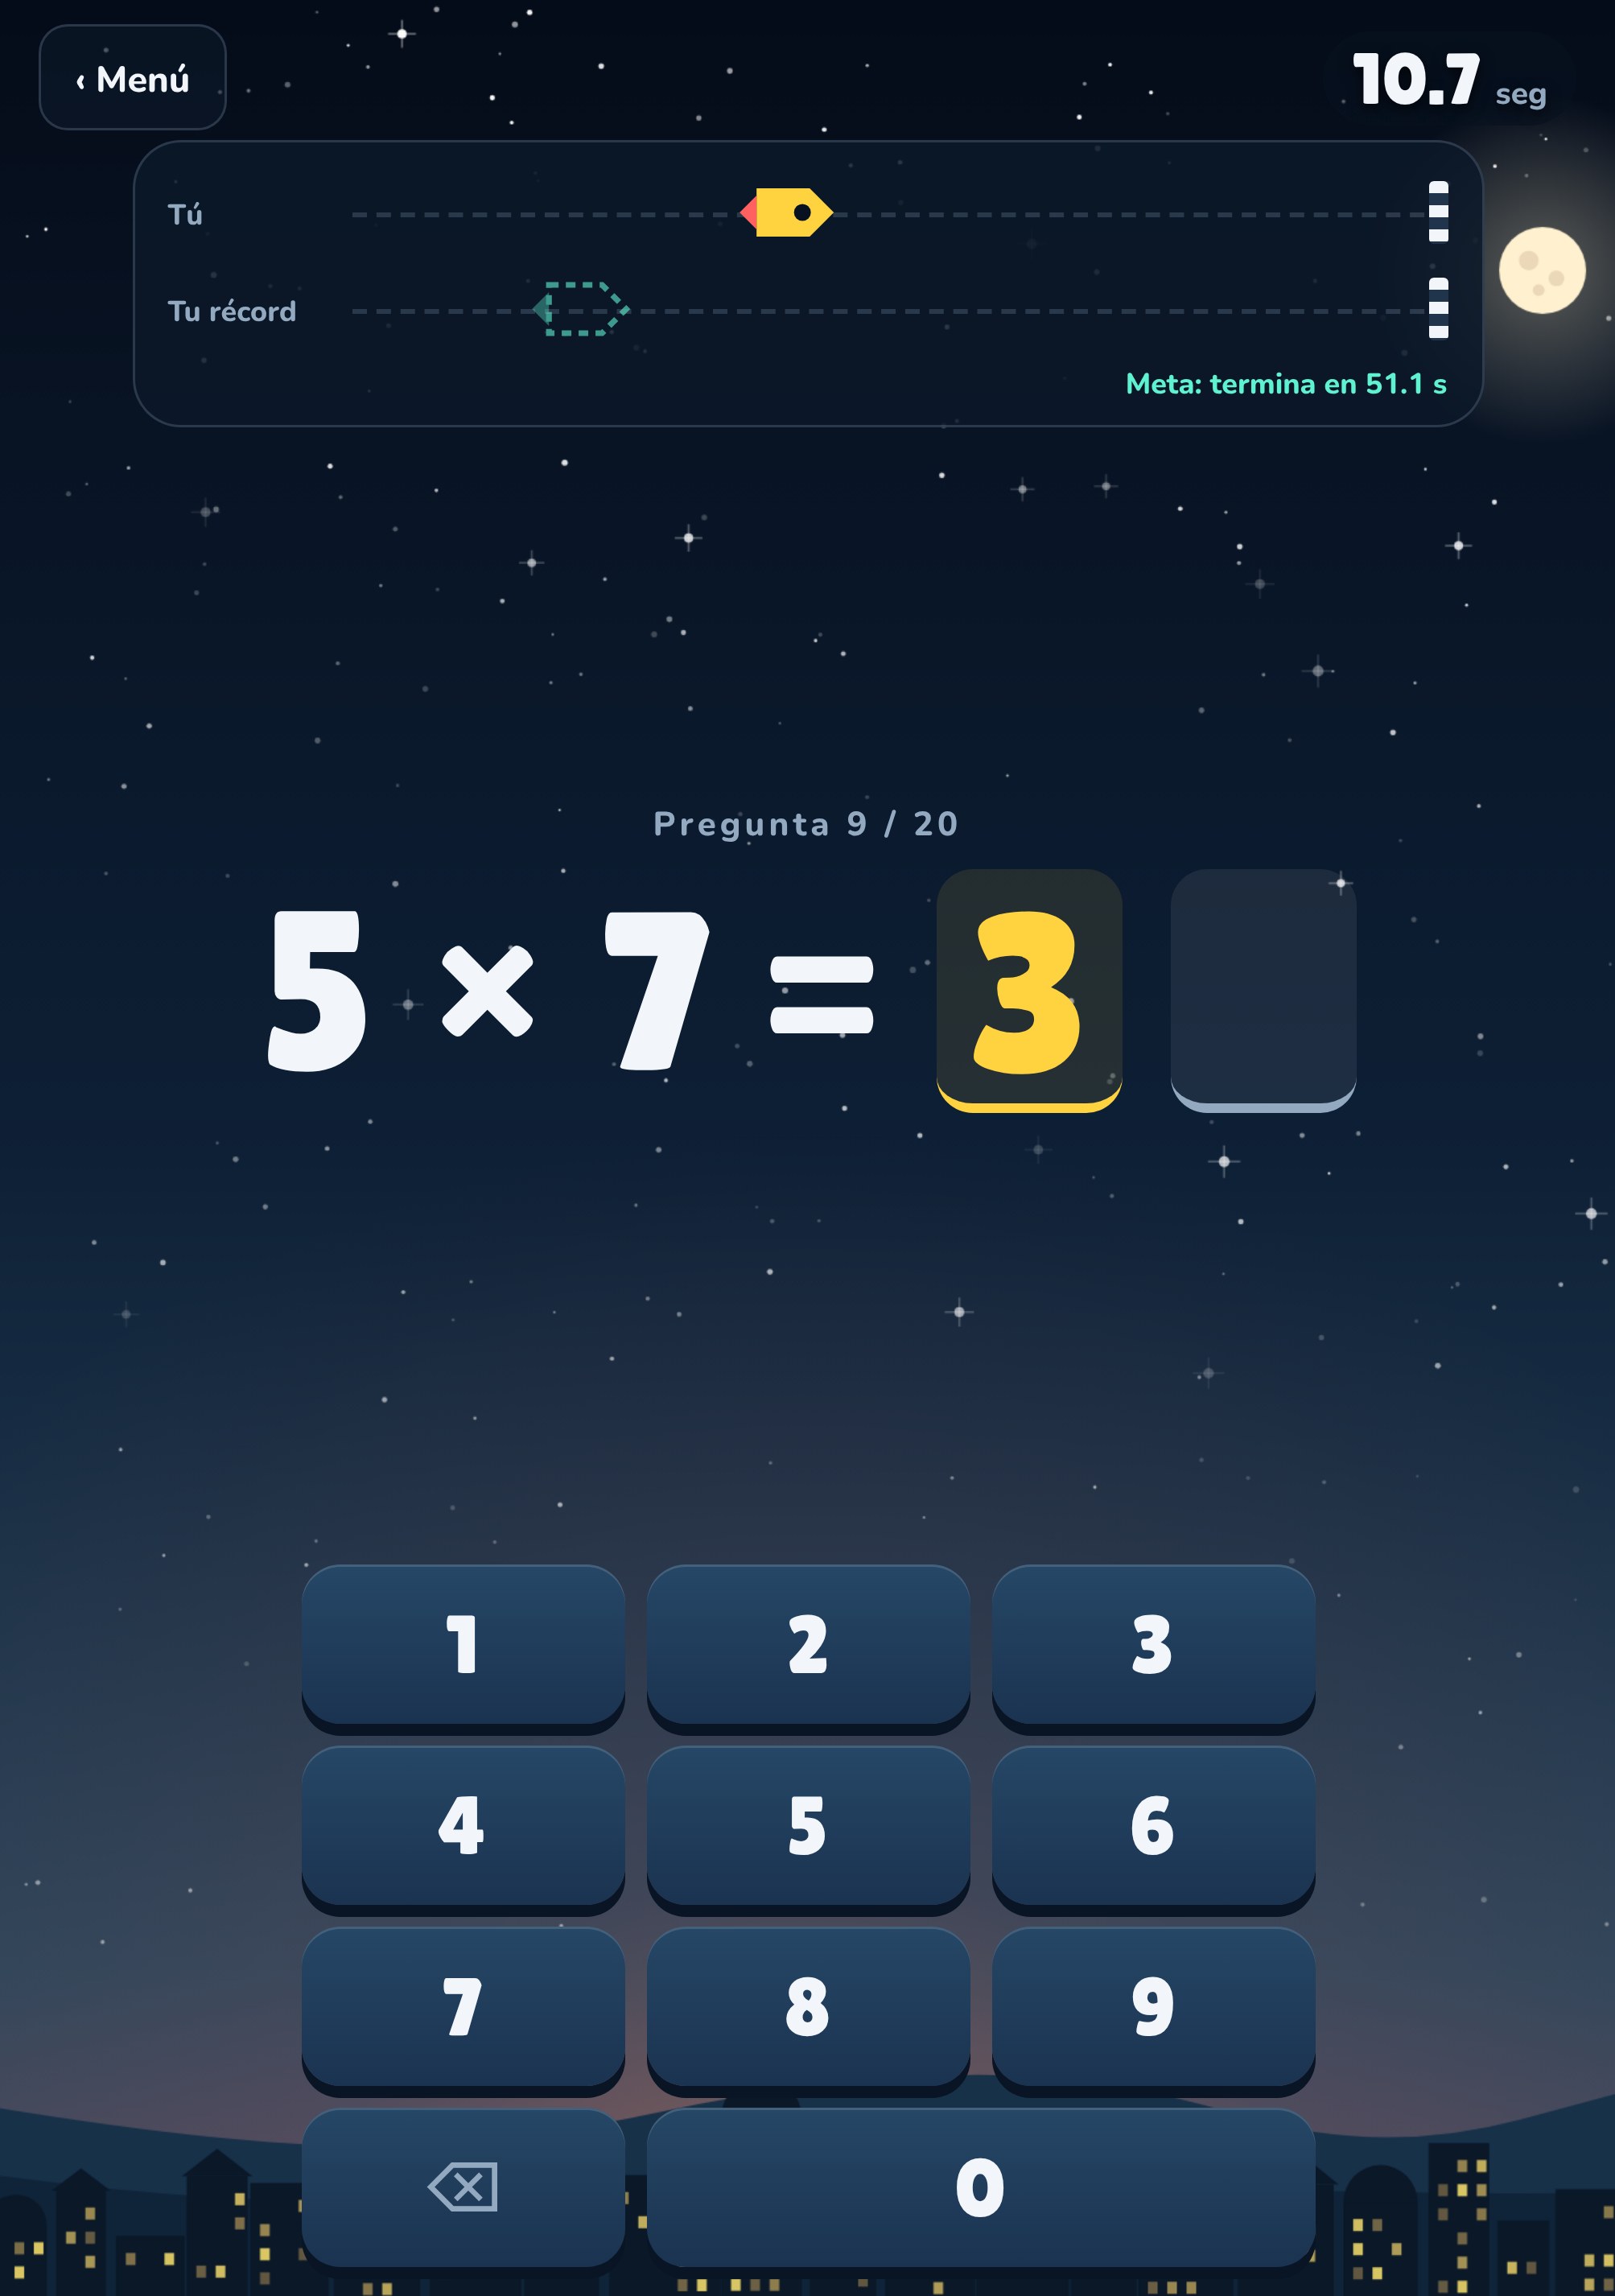 ‹ Menú
10.7 seg
Tú
Tu récord
Meta: termina en 51.1 s
Pregunta 9 / 20
5 × 7 = 3
1 2 3
4 5 6
7 8 9
0